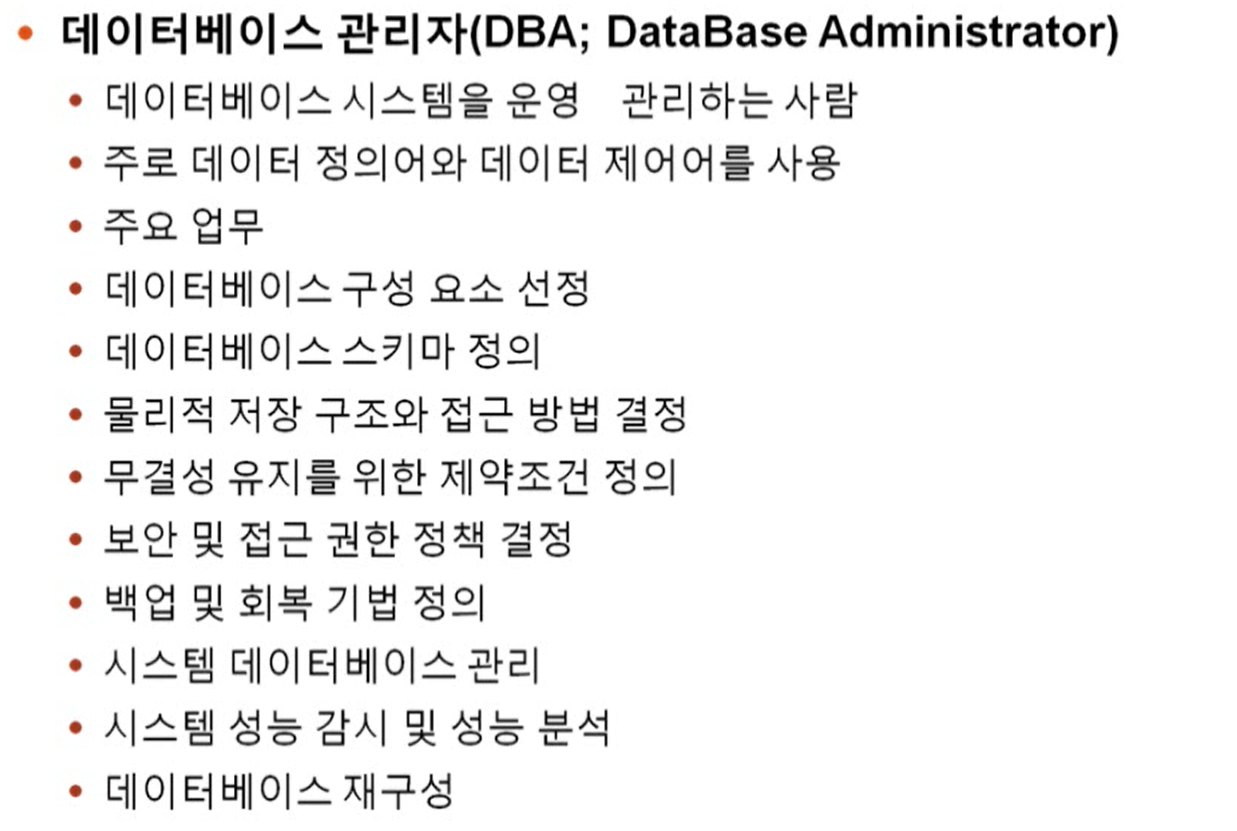 데이터베이스 관리자(DBA; DataBase Administrator)
데이터베이스 시스템을 운영 관리하는 사람
주로 데이터 정의어와 데이터 제어어를 사용
주요 업무
데이터베이스 구성 요소 선정
데이터베이스 스키마 정의
물리적 저장 구조와 접근 방법 결정
무결성 유지를 위한 제약조건 정의
보안 및 접근 권한 정책 결정
백업 및 회복 기법 정의
시스템 데이터베이스 관리
시스템 성능 감시 및 성능 분석
데이터베이스 재구성